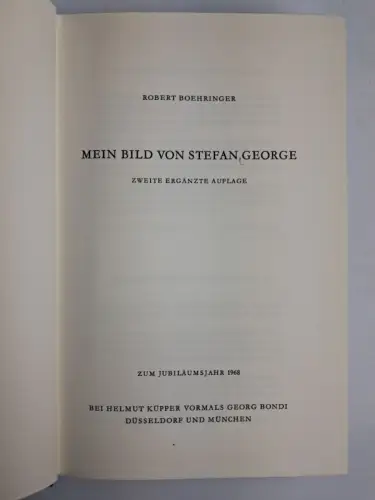 ROBERT BOEHRINGER
MEIN BILD VON STEFAN GEORGE
ZWEITE ERGÄNZTE AUFLAGE
ZUM JUBILÄUMSJAHR 1968
BEI HELMUT KÜPPER VORMALS GEORG BONDI
DÜSSELDORF UND MÜNCHEN